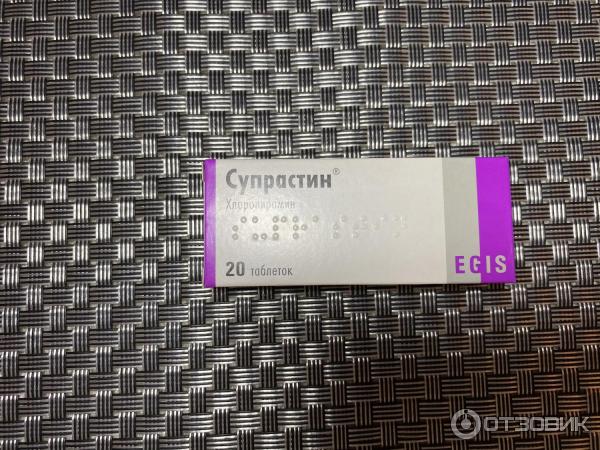 Супрастин®
Хлоропирамин
20 таблеток
EGIS
ОТЗОВИК